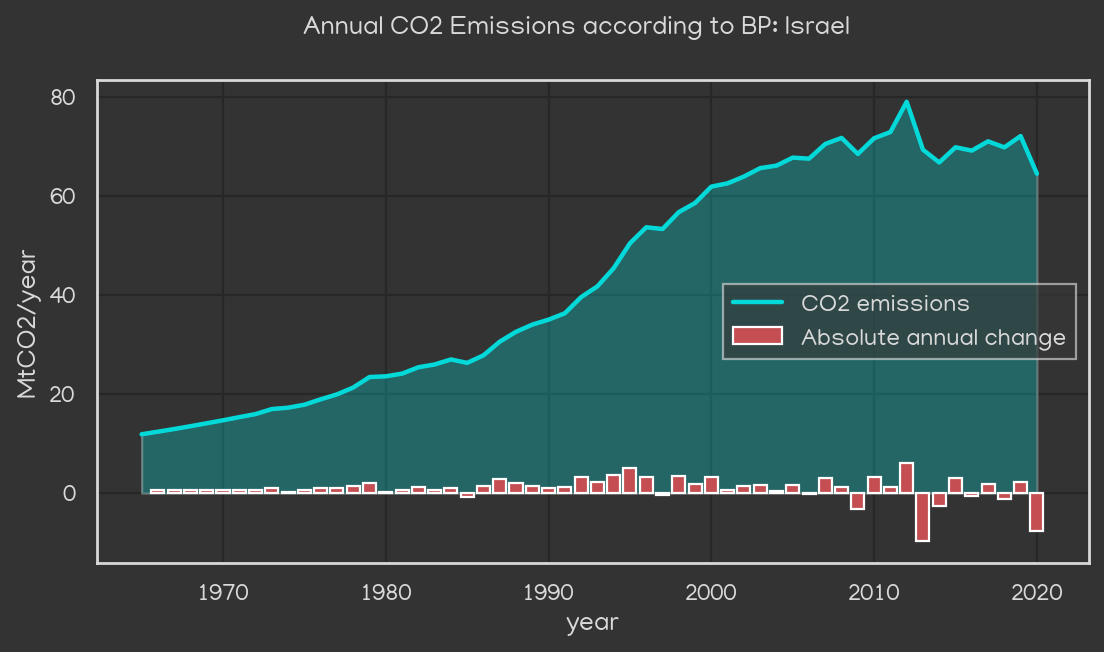 Annual CO2 Emissions according to BP: Israel
80
60
40
20
0
MtCO2/year
CO2 emissions
Absolute annual change
1970 1980 1990 2000 2010 2020
year